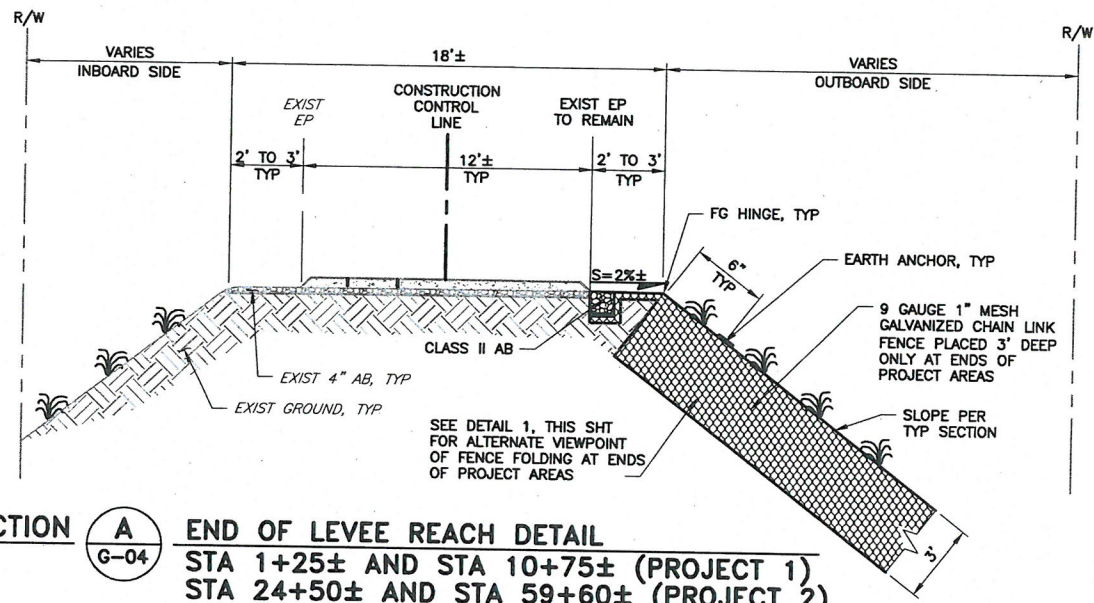 R/W
R/W
VARIES
INBOARD SIDE
18'±
VARIES
OUTBOARD SIDE
EXIST
EP
CONSTRUCTION
CONTROL
LINE
EXIST EP
TO REMAIN
2' TO 3'
TYP
12'±
TYP
2' TO 3'
TYP
FG HINGE, TYP
S=2%±
6"
TYP
EARTH ANCHOR, TYP
9 GAUGE 1" MESH
GALVANIZED CHAIN LINK
FENCE PLACED 3' DEEP
ONLY AT ENDS OF
PROJECT AREAS
CLASS II AB
EXIST 4" AB, TYP
EXIST GROUND, TYP
SLOPE PER
TYP SECTION
SEE DETAIL 1, THIS SHT
FOR ALTERNATE VIEWPOINT
OF FENCE FOLDING AT ENDS
OF PROJECT AREAS
3'
CTION A G-04 END OF LEVEE REACH DETAIL
STA 1+25± AND STA 10+75± (PROJECT 1)
STA 24+50± AND STA 59+60± (PROJECT 2)